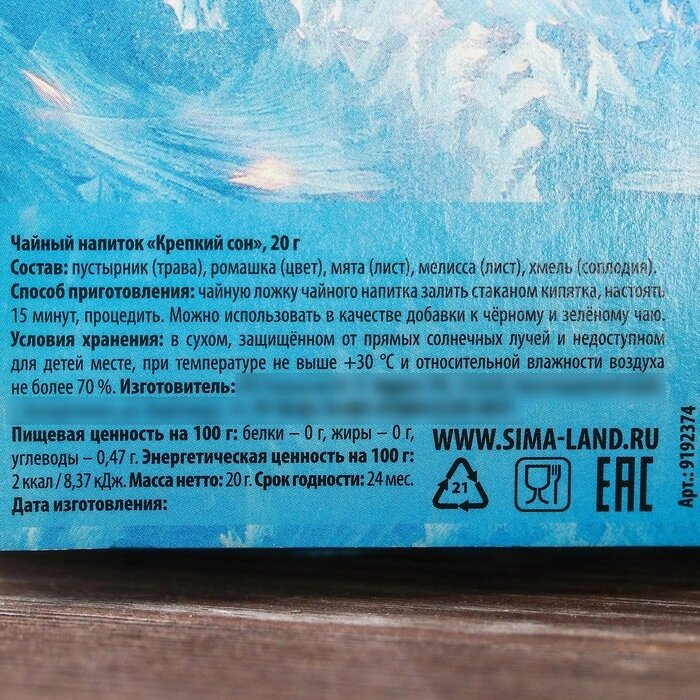 Чайный напиток «Крепкий сон», 20 г
Состав: пустырник (трава), ромашка (цвет), мята (лист), мелисса (лист), хмель (соплодия).
Способ приготовления: чайную ложку чайного напитка залить стаканом кипятка, настоять
15 минут, процедить. Можно использовать в качестве добавки к чёрному и зелёному чаю.
Условия хранения: в сухом, защищённом от прямых солнечных лучей и недоступном
для детей месте, при температуре не выше +30 °C и относительной влажности воздуха
не более 70 %. Изготовитель:
Пищевая ценность на 100 г: белки – 0 г, жиры – 0 г,
углеводы – 0,47 г. Энергетическая ценность на 100 г:
2 ккал / 8,37 кДж. Масса нетто: 20 г. Срок годности: 24 мес.
Дата изготовления:
WWW.SIMA-LAND.RU
21
EAC
Арт.: 9192374